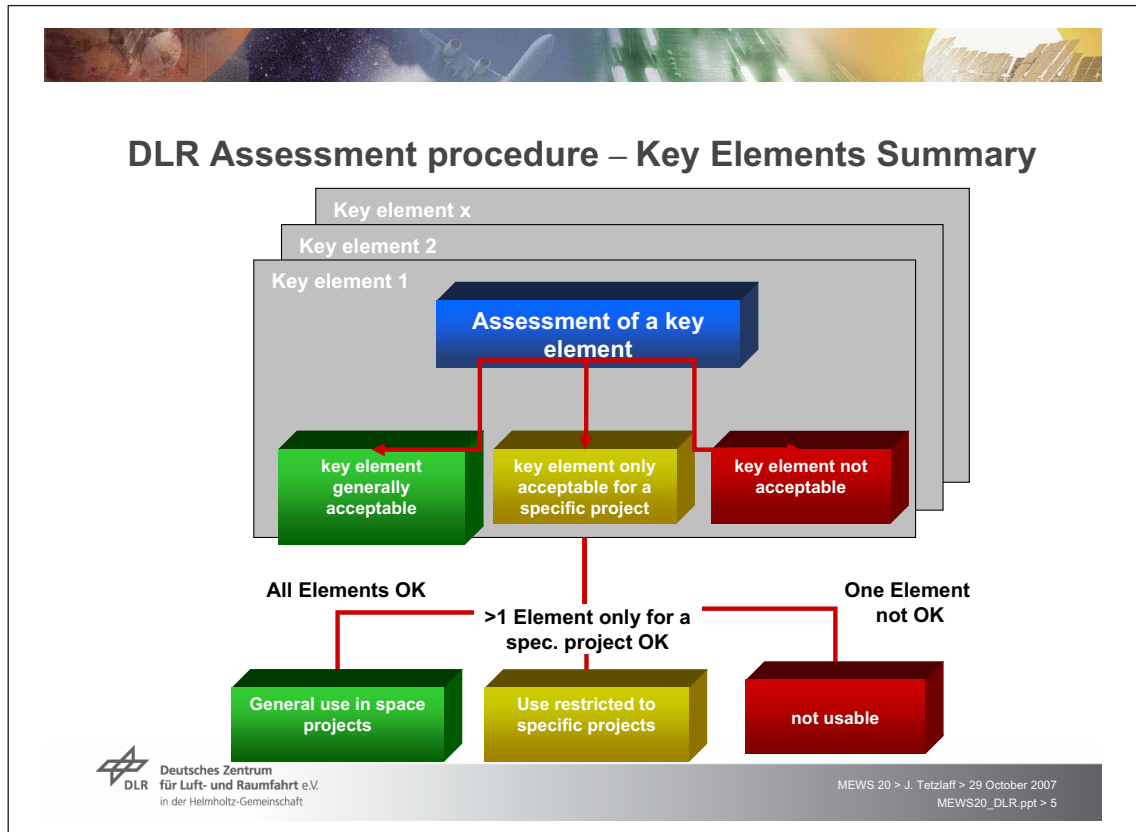 DLR Assessment procedure – Key Elements Summary
Key element x
Key element 2
Key element 1
Assessment of a key
element
key element
generally
acceptable
key element only
acceptable for a
specific project
key element not
acceptable
All Elements OK
>1 Element only for a
spec. project OK
One Element
not OK
General use in space
projects
Use restricted to
specific projects
not usable
DLR
Deutsches Zentrum
für Luft- und Raumfahrt e.V.
in der Helmholtz-Gemeinschaft
MEWS 20 > J. Tetzlaff > 29 October 2007
MEWS20_DLR.ppt > 5